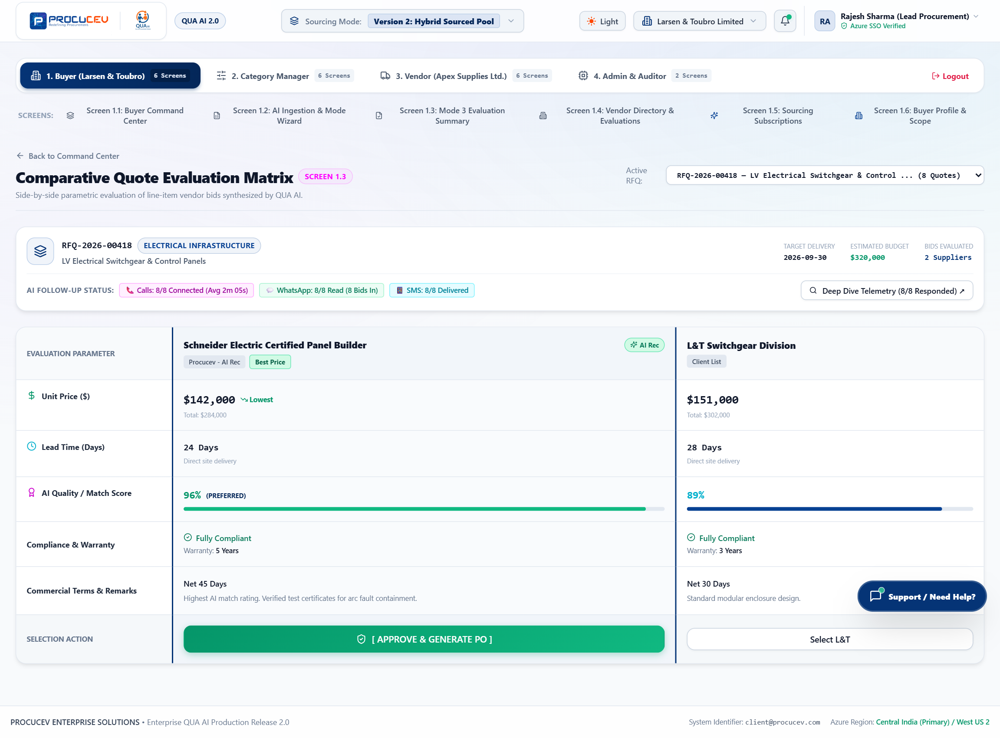 PROCUCEV
Redefining Procurement
QUA AI
QUA AI 2.0
Sourcing Mode: Version 2: Hybrid Sourced Pool
Light
Larsen & Toubro Limited
RA
Rajesh Sharma (Lead Procurement)
Azure SSO Verified
1. Buyer (Larsen & Toubro) 6 Screens
2. Category Manager 6 Screens
3. Vendor (Apex Supplies Ltd.) 6 Screens
4. Admin & Auditor 2 Screens
Logout
SCREENS:
Screen 1.1: Buyer Command
Center
Screen 1.2: AI Ingestion & Mode
Wizard
Screen 1.3: Mode 3 Evaluation
Summary
Screen 1.4: Vendor Directory &
Evaluations
Screen 1.5: Sourcing
Subscriptions
Screen 1.6: Buyer Profile &
Scope
Back to Command Center
Comparative Quote Evaluation Matrix SCREEN 1.3
Side-by-side parametric evaluation of line-item vendor bids synthesized by QUA AI.
Active
RFQ:
RFQ-2026-00418 — LV Electrical Switchgear & Control ... (8 Quotes)
RFQ-2026-00418 ELECTRICAL INFRASTRUCTURE
LV Electrical Switchgear & Control Panels
TARGET DELIVERY
2026-09-30
ESTIMATED BUDGET
$320,000
BIDS EVALUATED
2 Suppliers
AI FOLLOW-UP STATUS: Calls: 8/8 Connected (Avg 2m 05s) WhatsApp: 8/8 Read (8 Bids In) SMS: 8/8 Delivered
Deep Dive Telemetry (8/8 Responded) ↗
EVALUATION PARAMETER
Schneider Electric Certified Panel Builder
AI Rec
Procucev - AI Rec Best Price
L&T Switchgear Division
Client List
Unit Price ($)
$142,000 Lowest
Total: $284,000
$151,000
Total: $302,000
Lead Time (Days)
24 Days
Direct site delivery
28 Days
Direct site delivery
AI Quality / Match Score
96% (PREFERRED)
89%
Compliance & Warranty
Fully Compliant
Warranty: 5 Years
Fully Compliant
Warranty: 3 Years
Commercial Terms & Remarks
Net 45 Days
Highest AI match rating. Verified test certificates for arc fault containment.
Net 30 Days
Standard modular enclosure design.
Support / Need Help?
SELECTION ACTION
[ APPROVE & GENERATE PO ]
Select L&T
PROCUCEV ENTERPRISE SOLUTIONS • Enterprise QUA AI Production Release 2.0
System Identifier: client@procucev.com
Azure Region: Central India (Primary) / West US 2